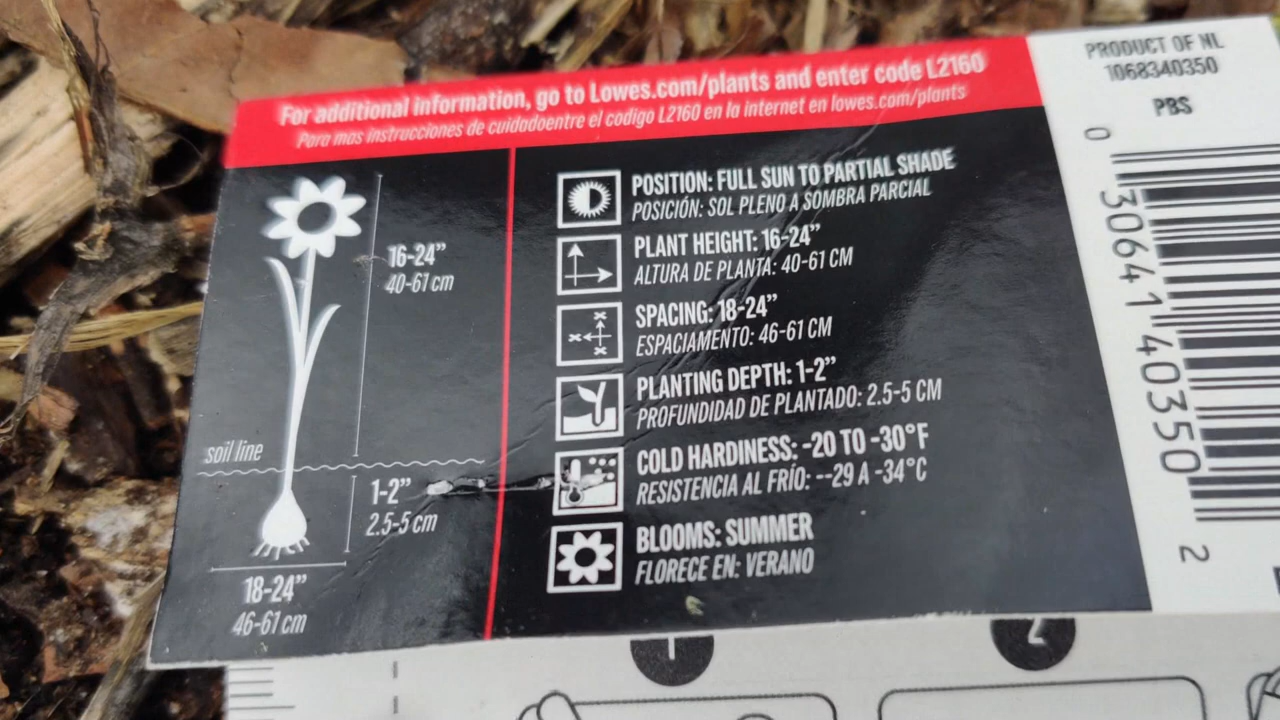 For additional information, go to Lowes.com/plants and enter code L2160
Para mas instrucciones de cuidadoentre el codigo L2160 en la internet en lowes.com/plants
PRODUCT OF NL
1068340350
PBS
0 30641 40350 2
16-24”
40-61 cm
soil line
1-2”
2.5-5 cm
18-24”
46-61 cm
POSITION: FULL SUN TO PARTIAL SHADE
POSICIÓN: SOL PLENO A SOMBRA PARCIAL
PLANT HEIGHT: 16-24”
ALTURA DE PLANTA: 40-61 CM
SPACING: 18-24”
ESPACIAMENTO: 46-61 CM
PLANTING DEPTH: 1-2”
PROFUNDIDAD DE PLANTADO: 2.5-5 CM
COLD HARDINESS: -20 TO -30°F
RESISTENCIA AL FRÍO: --29 A -34°C
BLOOMS: SUMMER
FLORECE EN: VERANO
1
2